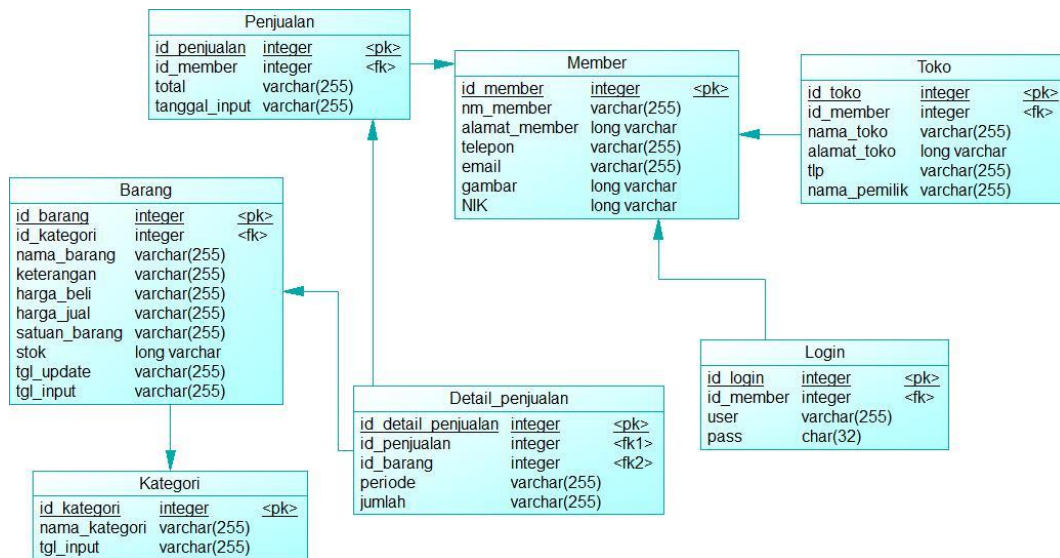 Penjualan
id_penjualan integer <pk>
id_member integer <fk>
total varchar(255)
tanggal_input varchar(255)
Member
id_member integer <pk>
nm_member varchar(255)
alamat_member long varchar
telepon varchar(255)
email varchar(255)
gambar long varchar
NIK long varchar
Toko
id_toko integer <pk>
id_member integer <fk>
nama_toko varchar(255)
alamat_toko long varchar
tlp varchar(255)
nama_pemilik varchar(255)
Barang
id_barang integer <pk>
id_kategori integer <fk>
nama_barang varchar(255)
keterangan varchar(255)
harga_beli varchar(255)
harga_jual varchar(255)
satuan_barang varchar(255)
stok long varchar
tgl_update varchar(255)
tgl_input varchar(255)
Login
id_login integer <pk>
id_member integer <fk>
user varchar(255)
pass char(32)
Detail_penjualan
id_detail_penjualan integer <pk>
id_penjualan integer <fk1>
id_barang integer <fk2>
periode varchar(255)
jumlah varchar(255)
Kategori
id_kategori integer <pk>
nama_kategori varchar(255)
tgl_input varchar(255)